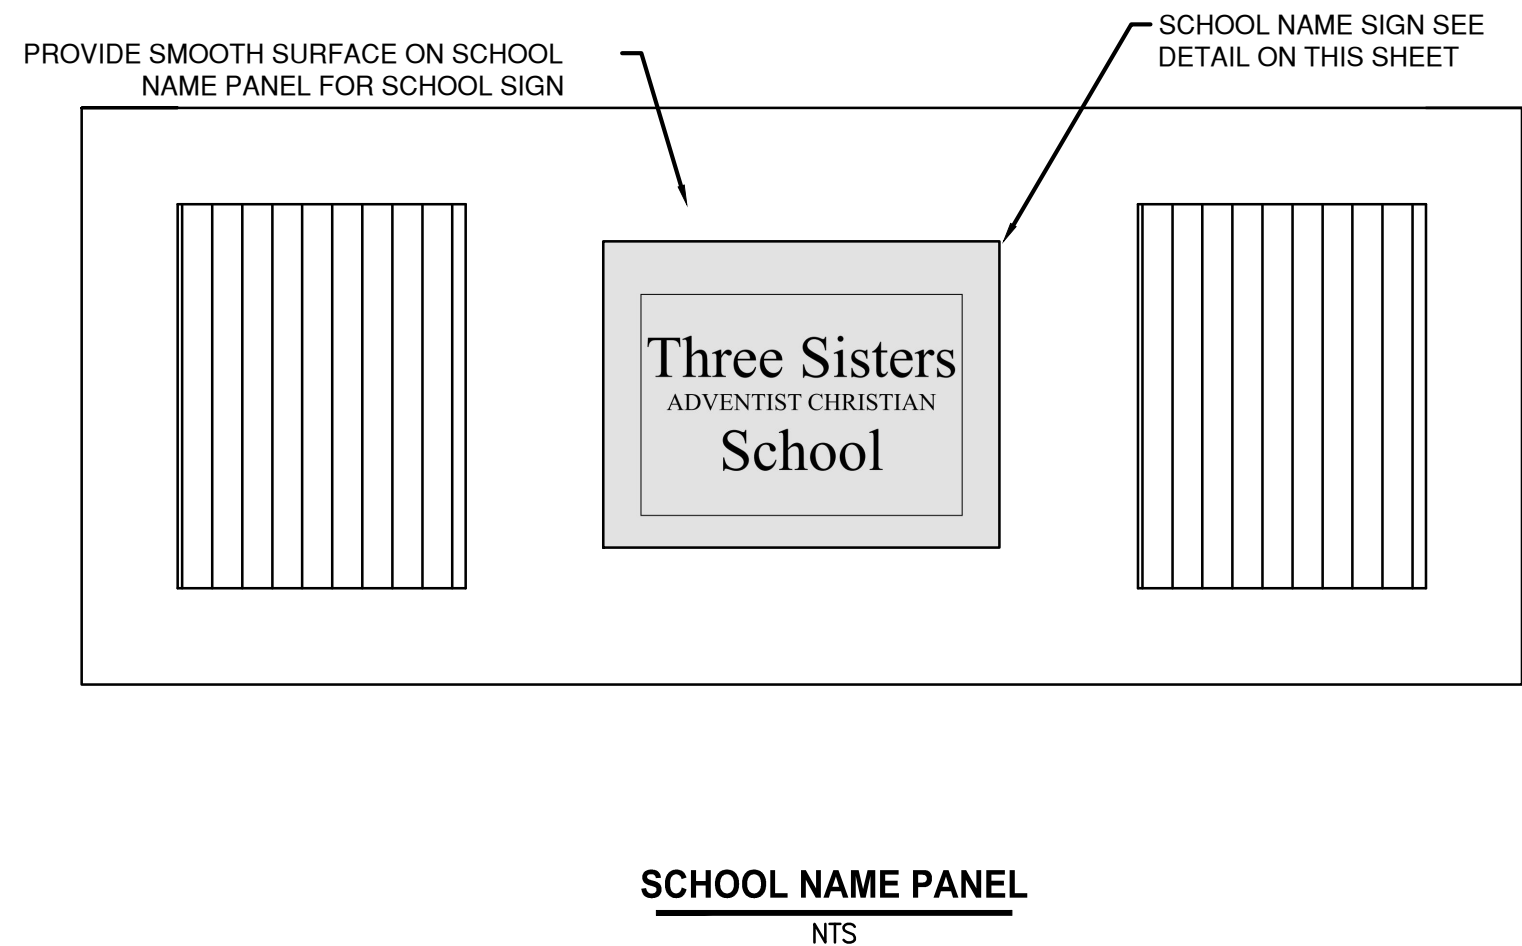 PROVIDE SMOOTH SURFACE ON SCHOOL
NAME PANEL FOR SCHOOL SIGN
SCHOOL NAME SIGN SEE
DETAIL ON THIS SHEET
Three Sisters
ADVENTIST CHRISTIAN
School
SCHOOL NAME PANEL
NTS